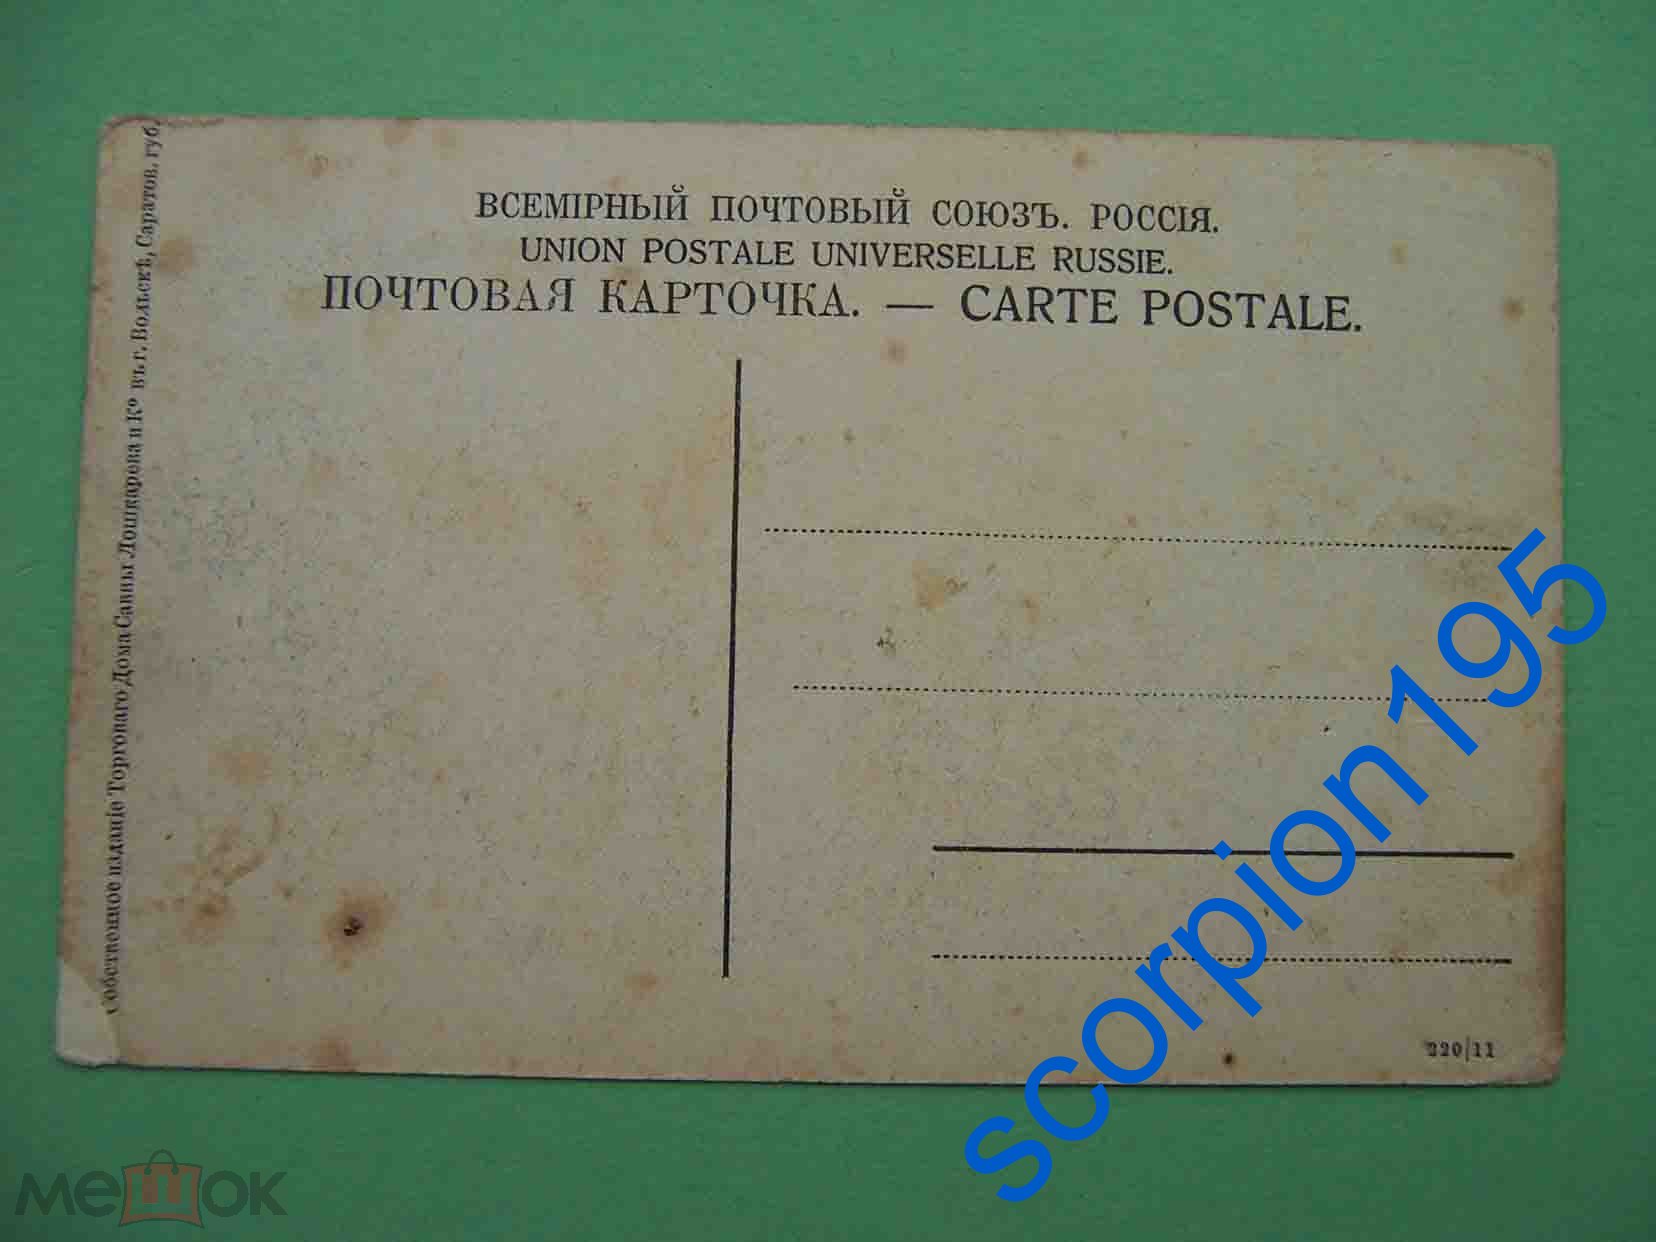 ВСЕМІРНЫЙ ПОЧТОВЫЙ СОЮЗЪ. РОССІЯ.
UNION POSTALE UNIVERSELLE RUSSIE.
ПОЧТОВАЯ КАРТОЧКА. — CARTE POSTALE.
Собственное изданіе Торговаго Дома Саввы Лошкарева и Ко въ г. Вольскѣ, Саратов. губ.
220/11
scorpion195
мешок